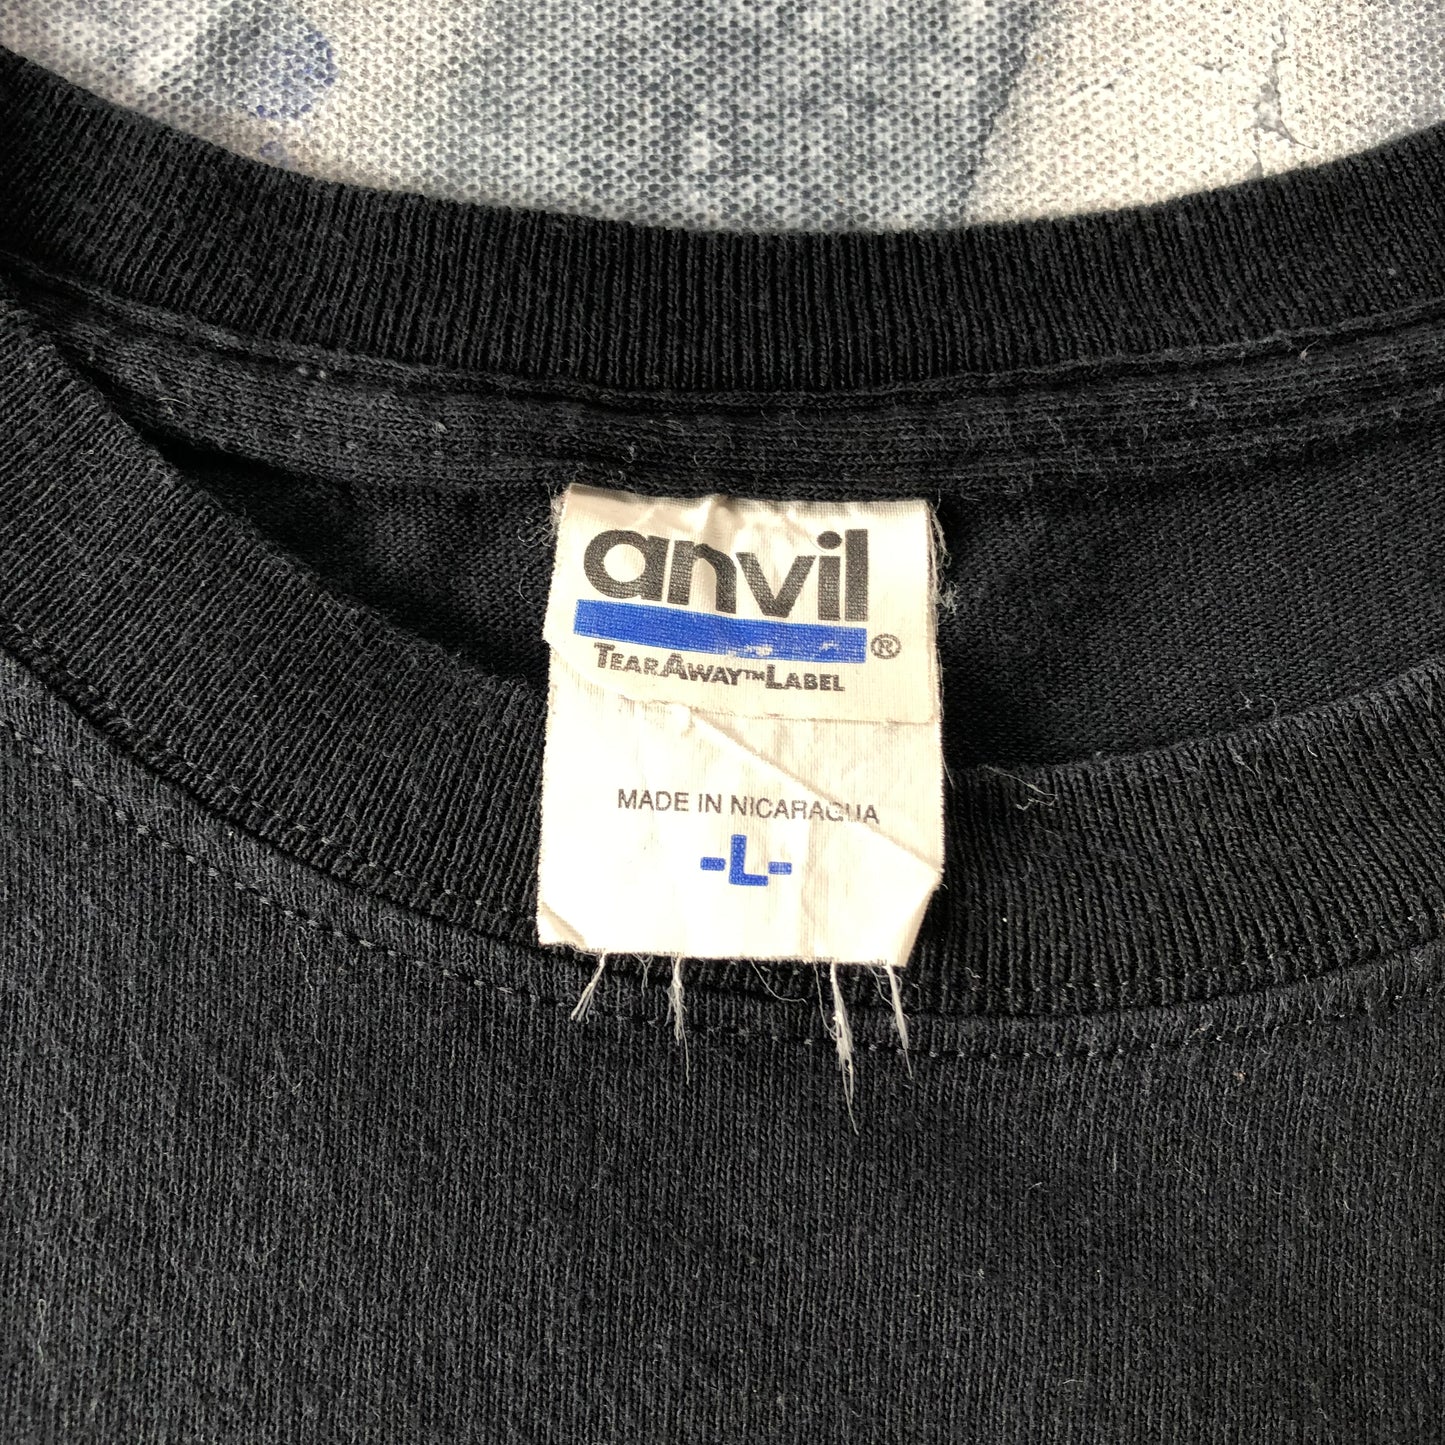 anvil
®
TEARAWAY™LABEL
MADE IN NICARAGUA
-L-